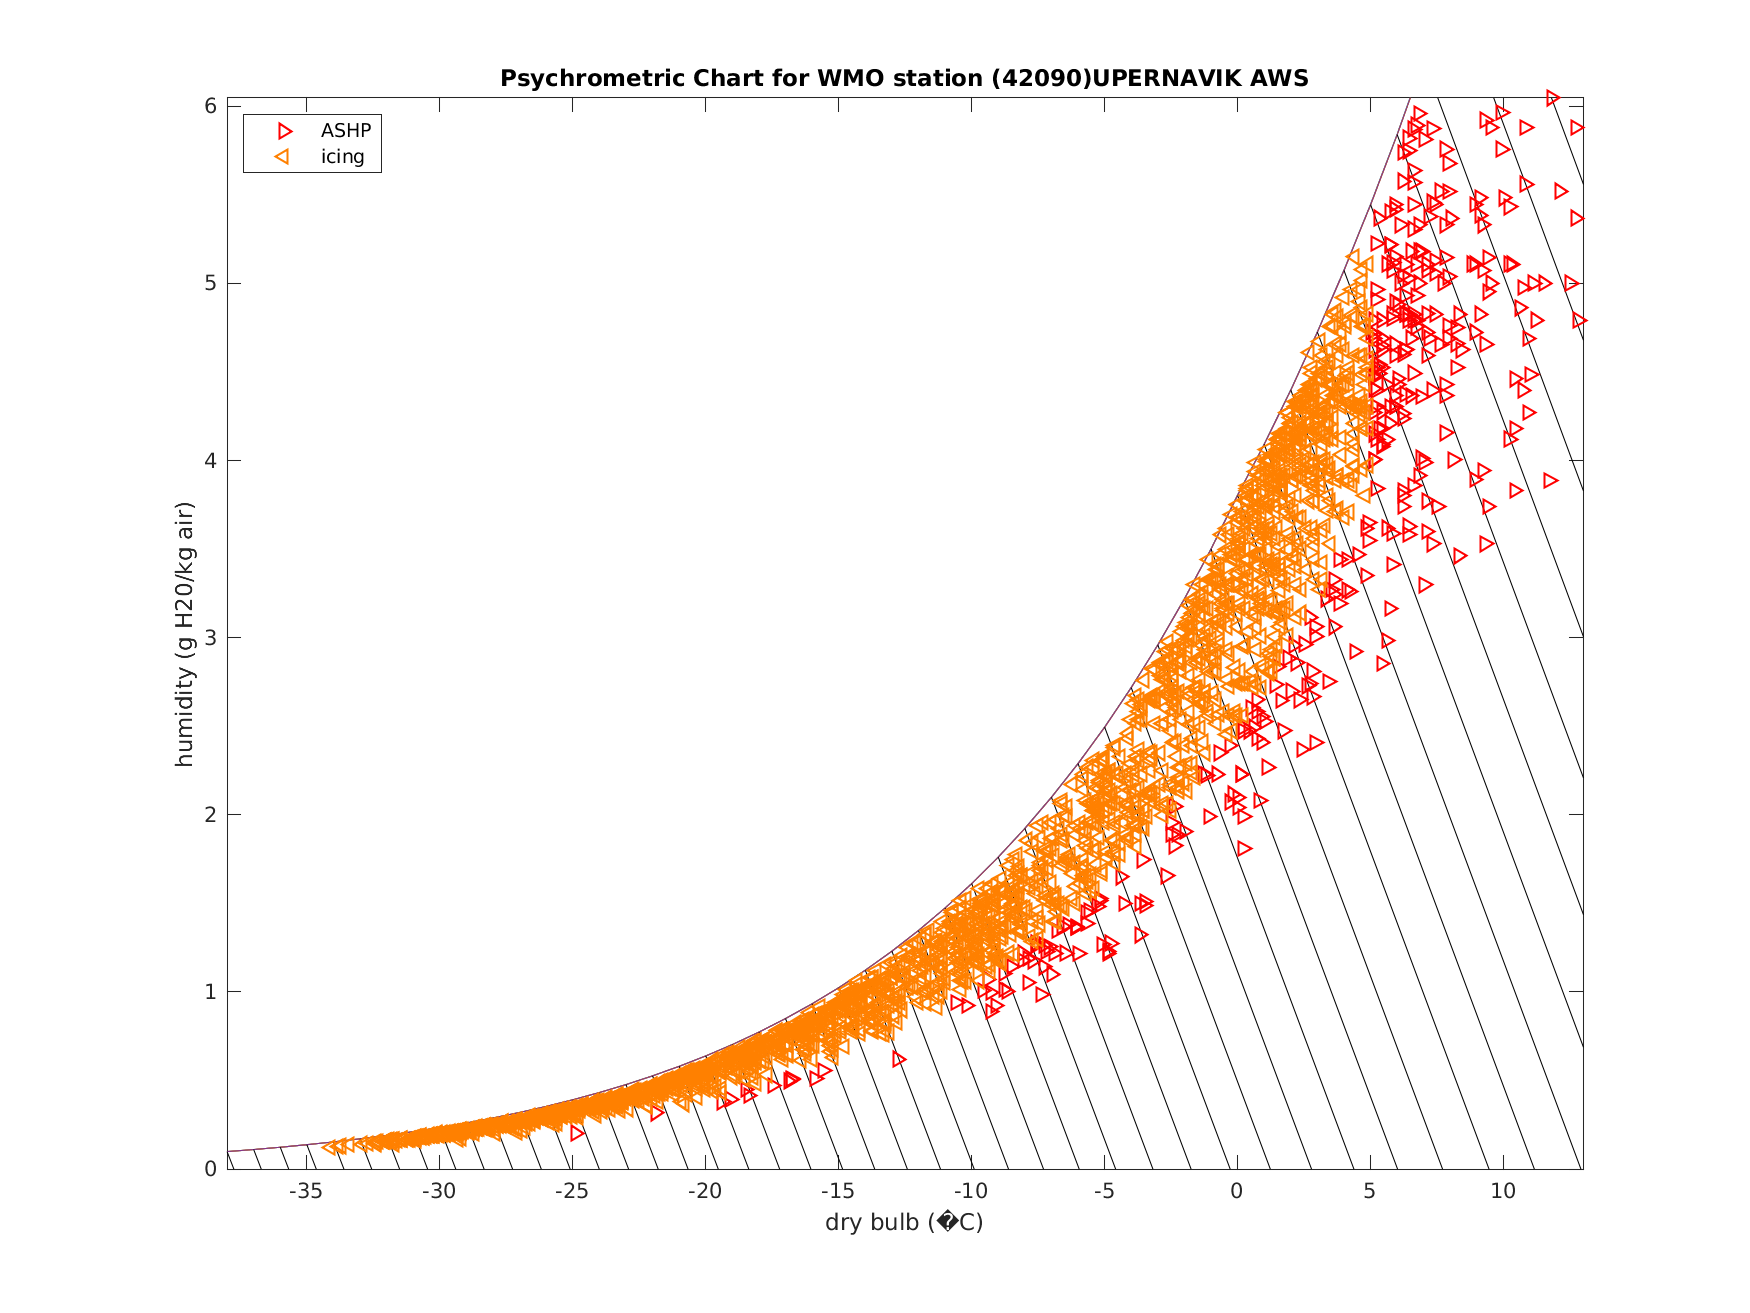 Psychrometric Chart for WMO station (42090)UPERNAVIK AWS
ASHP
icing
humidity (g H20/kg air)
6
5
4
3
2
1
0
-35 -30 -25 -20 -15 -10 -5 0 5 10
dry bulb (�C)